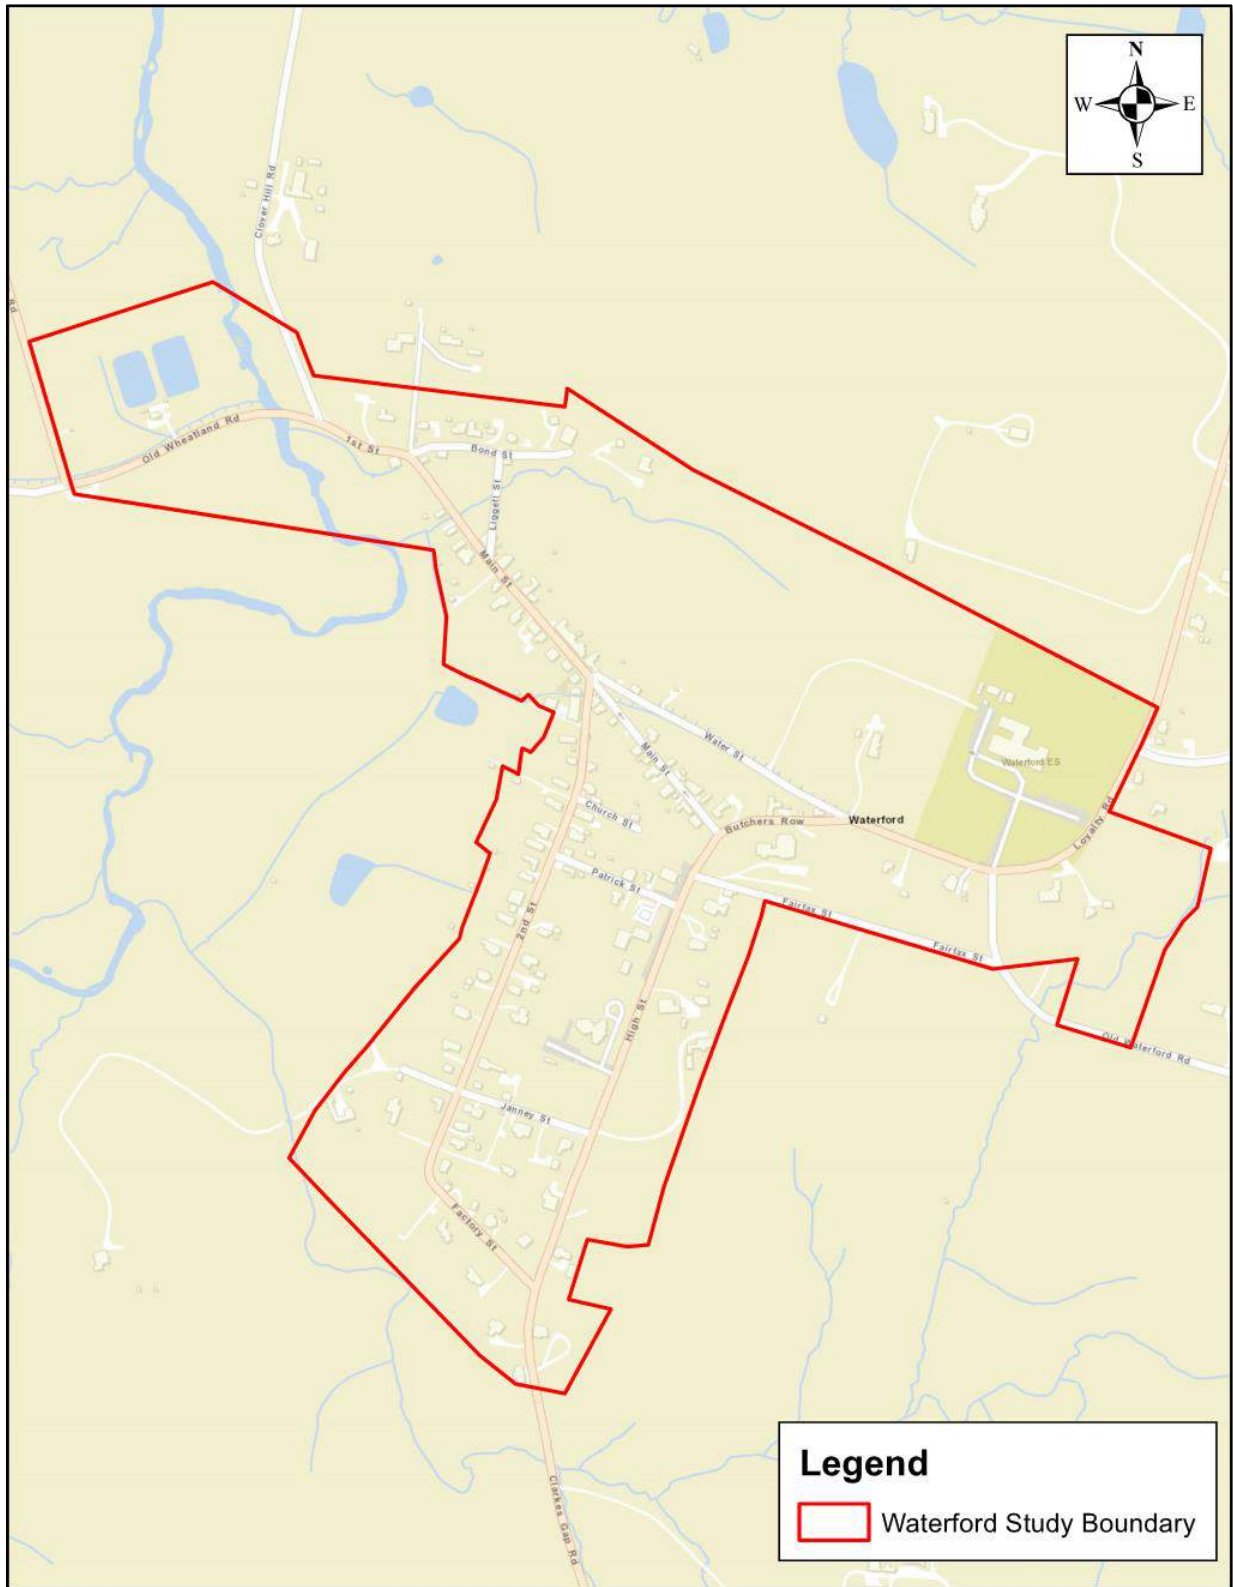 N
W E
S
Clover Hill Rd
Rd
Old Wheatland Rd
1st St
Bond St
Liggett St
Main St
Water St
Main St
Waterford ES
Church St
Butchers Row
Waterford
Loyalty Rd
Patrick St
Fairfax St
2nd St
Fairfax St
High St
Old Waterford Rd
Janney St
Factory St
Clarkes Gap Rd
Legend
Waterford Study Boundary